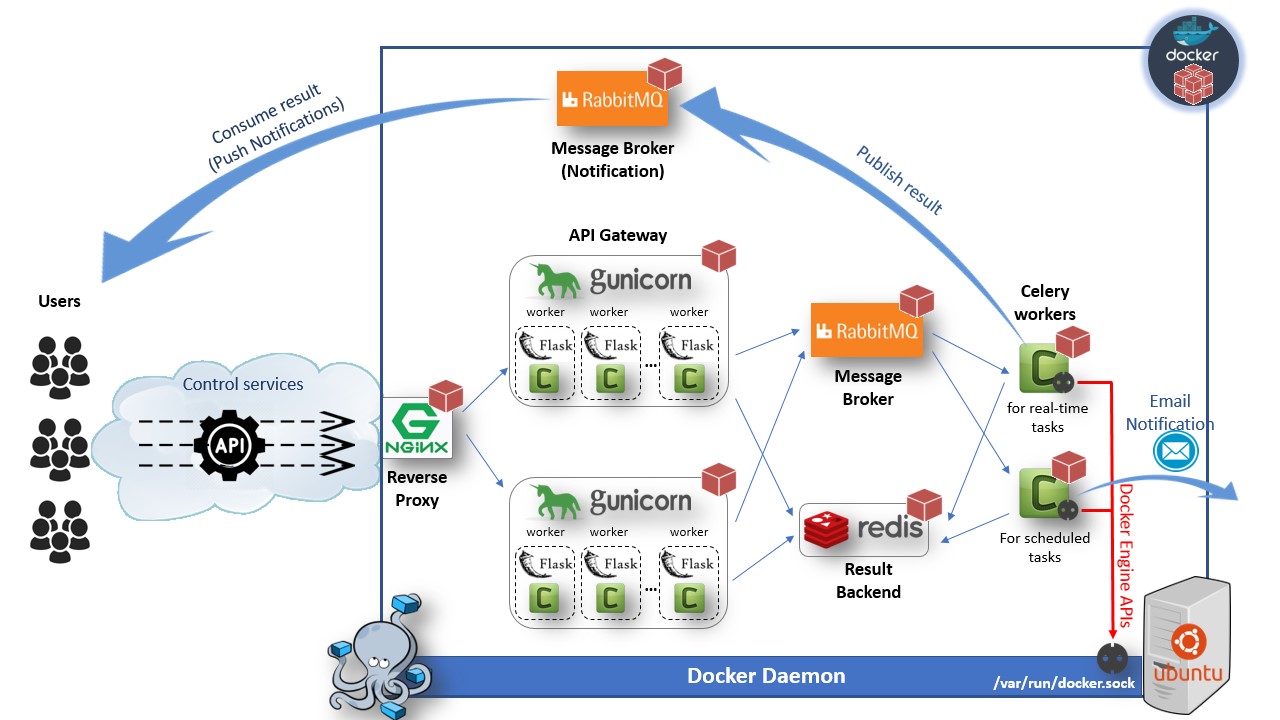 docker
Consume result
(Push Notifications)
RabbitMQ
Message Broker
(Notification)
Publish result
API Gateway
gunicorn
worker
worker
worker
Flask
Flask
Flask
C
C
...
C
Users
Control services
API
NGINX
Reverse
Proxy
RabbitMQ
Message
Broker
Celery
workers
C
for real-time
tasks
Email
Notification
gunicorn
worker
worker
worker
Flask
Flask
Flask
C
C
...
C
redis
Result
Backend
C
For scheduled
tasks
Docker Engine APIs
Docker Daemon
/var/run/docker.sock
ubuntu